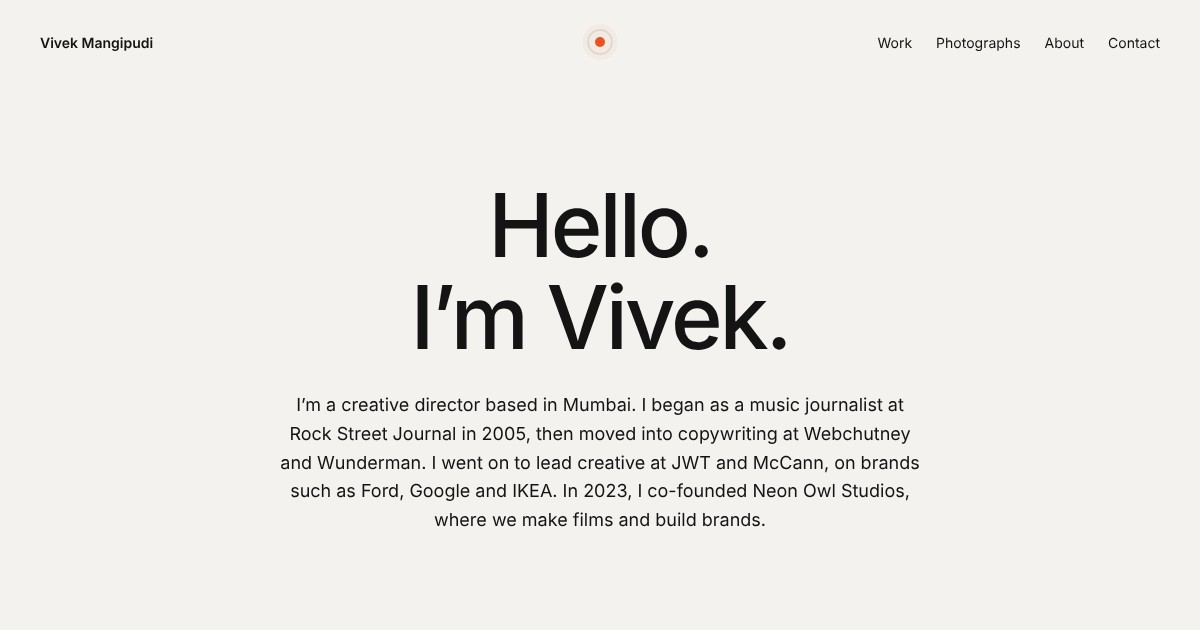 Vivek Mangipudi
Work Photographs About Contact
Hello.
I’m Vivek.
I’m a creative director based in Mumbai. I began as a music journalist at
Rock Street Journal in 2005, then moved into copywriting at Webchutney
and Wunderman. I went on to lead creative at JWT and McCann, on brands
such as Ford, Google and IKEA. In 2023, I co-founded Neon Owl Studios,
where we make films and build brands.